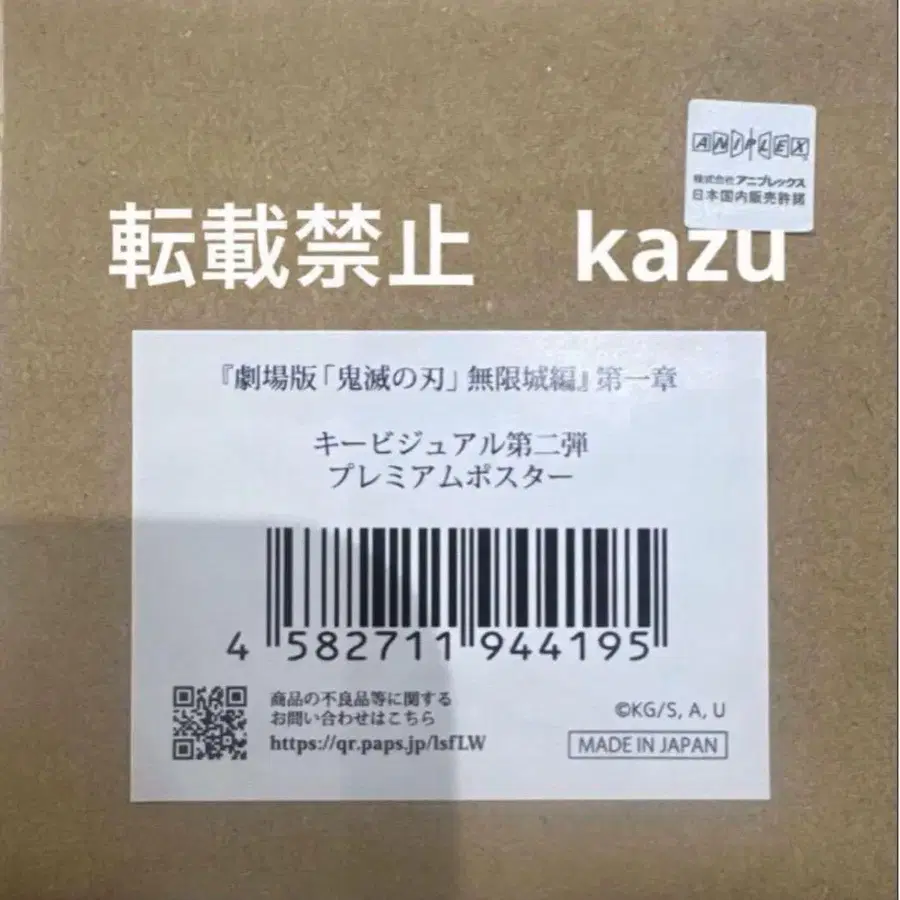 ANIPLEX
株式会社アニプレックス
日本国内販売許諾
転載禁止 kazu
『劇場版「鬼滅の刃」無限城編』第一章
キービジュアル第二弾
プレミアムポスター
4 582711 944195
商品の不良品等に関する
お問い合わせはこちら
https://qr.paps.jp/lsfLW
©KG/S, A, U
MADE IN JAPAN